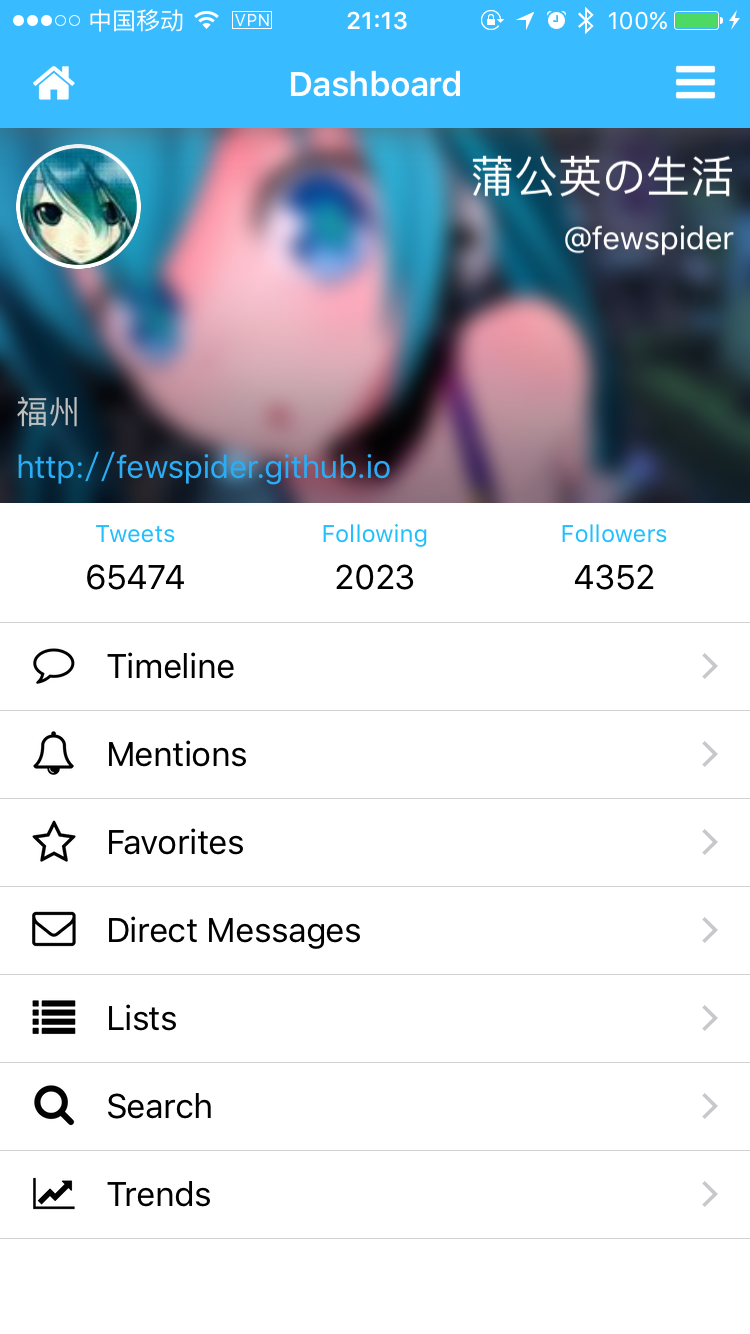 中国移动 VPN 21:13 100%
Dashboard
蒲公英の生活
@fewspider
福州
http://fewspider.github.io
Tweets Following Followers
65474 2023 4352
Timeline
Mentions
Favorites
Direct Messages
Lists
Search
Trends